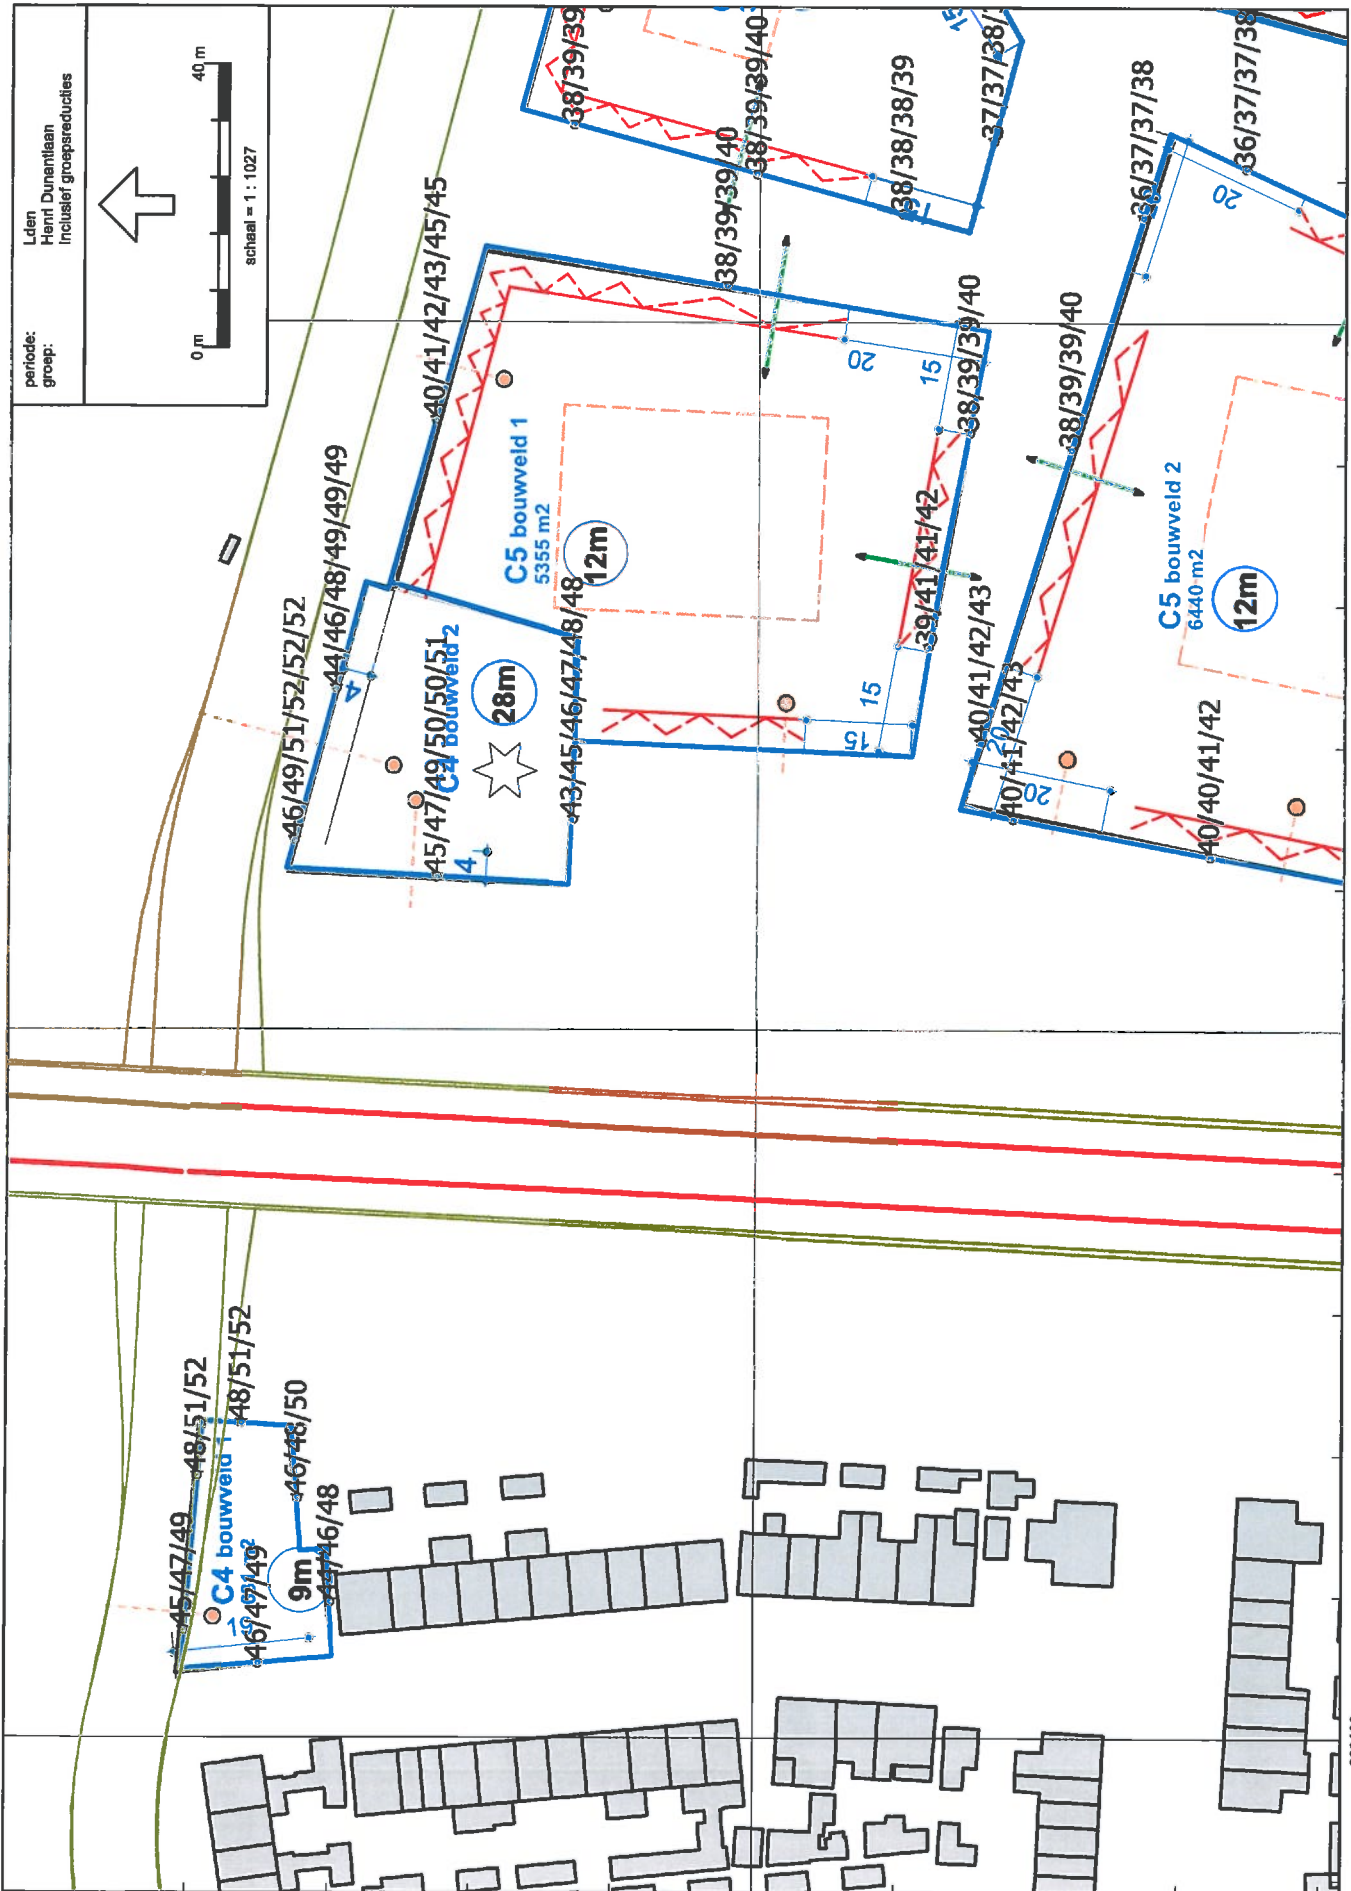 periode:
Lden
groep:
Henri Dunantlaan
Inclusief groepsreducties
0 m
40 m
schaal = 1 : 1027
38/39/39
38/39/39/40
38/38/38/39
37/37/38/
15
38/39/39/40
40/41/42/43/45/45
44/46/48/49/49/49
46/49/51/52/52/52
45/47/49/50/50/51
43/45/46/47/48/48
C4 bouwveld 2
28m
4
4
C5 bouwveld 1
5355 m2
12m
20
15
38/39/39/40
39/41/41/42
15
15
36/37/37/38
36/37/37/38
20
38/39/39/40
40/41/42/43
40/41/42/43
20
20
40/40/41/42
C5 bouwveld 2
6440 m2
12m
48/51/52
48/51/52
46/48/50
44/46/48
45/47/49
46/47/49
C4 bouwveld 1
9m